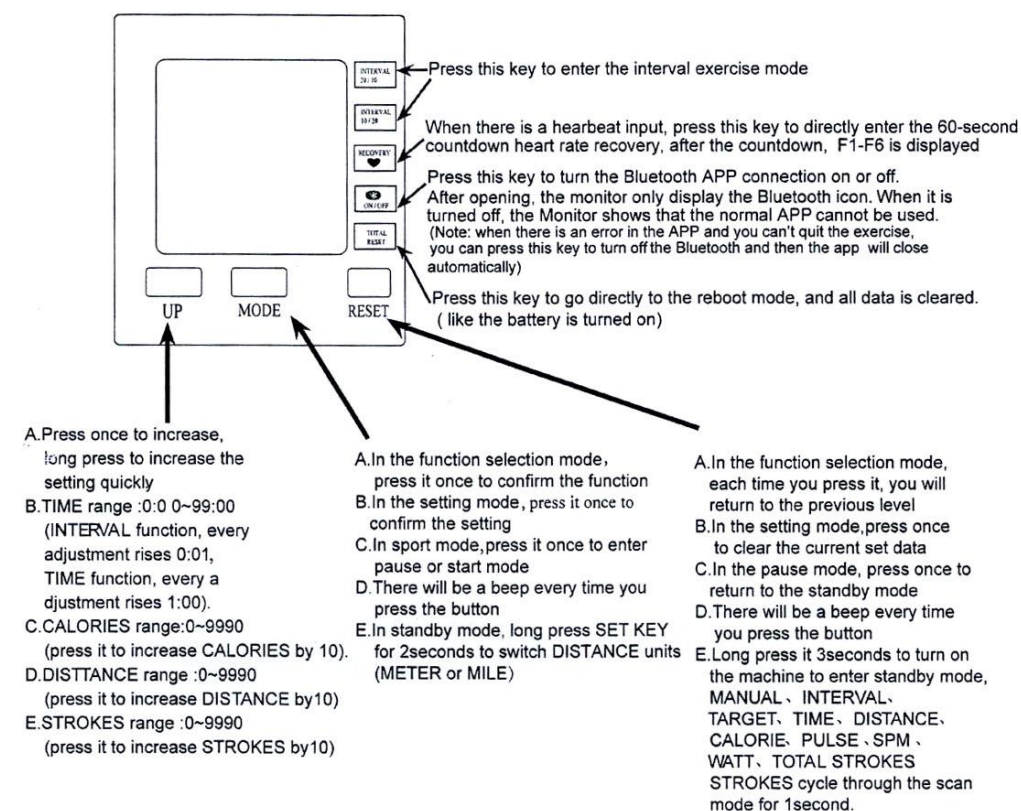 INTERVAL
20/10
INTERVAL
10/20
RECOVERY
ON/OFF
TOTAL
RESET
UP
MODE
RESET
Press this key to enter the interval exercise mode
When there is a hearbeat input, press this key to directly enter the 60-second
countdown heart rate recovery, after the countdown, F1-F6 is displayed
Press this key to turn the Bluetooth APP connection on or off.
After opening, the monitor only display the Bluetooth icon. When it is
turned off, the Monitor shows that the normal APP cannot be used.
(Note: when there is an error in the APP and you can't quit the exercise,
you can press this key to turn off the Bluetooth and then the app will close
automatically)
Press this key to go directly to the reboot mode, and all data is cleared.
( like the battery is turned on)
A.Press once to increase,
long press to increase the
setting quickly
B.TIME range :0:0 0~99:00
(INTERVAL function, every
adjustment rises 0:01,
TIME function, every a
djustment rises 1:00).
C.CALORIES range:0~9990
(press it to increase CALORIES by 10).
D.DISTTANCE range :0~9990
(press it to increase DISTANCE by10)
E.STROKES range :0~9990
(press it to increase STROKES by10)
A.In the function selection mode,
press it once to confirm the function
B.In the setting mode, press it once to
confirm the setting
C.In sport mode,press it once to enter
pause or start mode
D.There will be a beep every time you
press the button
E.In standby mode, long press SET KEY
for 2seconds to switch DISTANCE units
(METER or MILE)
A.In the function selection mode,
each time you press it, you will
return to the previous level
B.In the setting mode,press once
to clear the current set data
C.In the pause mode, press once to
return to the standby mode
D.There will be a beep every time
you press the button
E.Long press it 3seconds to turn on
the machine to enter standby mode,
MANUAL、INTERVAL、
TARGET、TIME、DISTANCE、
CALORIE、PULSE、SPM、
WATT、TOTAL STROKES
STROKES cycle through the scan
mode for 1second.